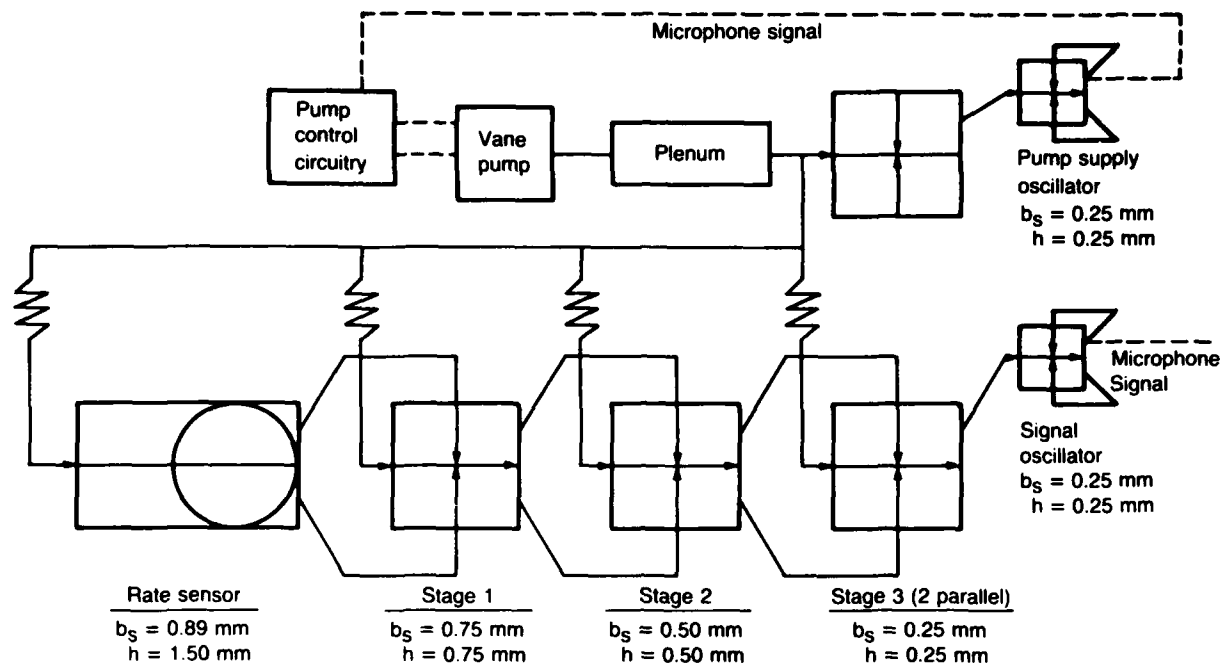 Microphone signal
Pump
control
circuitry
Vane
pump
Plenum
Pump supply
oscillator
bs = 0.25 mm
h = 0.25 mm
Microphone
Signal
Signal
oscillator
bs = 0.25 mm
h = 0.25 mm
Rate sensor
bs = 0.89 mm
h = 1.50 mm
Stage 1
bs = 0.75 mm
h = 0.75 mm
Stage 2
bs = 0.50 mm
h = 0.50 mm
Stage 3 (2 parallel)
bs = 0.25 mm
h = 0.25 mm